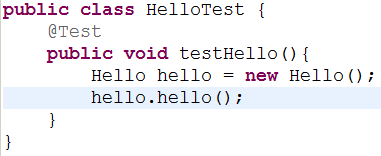 public class HelloTest {
    @Test
    public void testHello(){
        Hello hello = new Hello();
        hello.hello();
    }
}